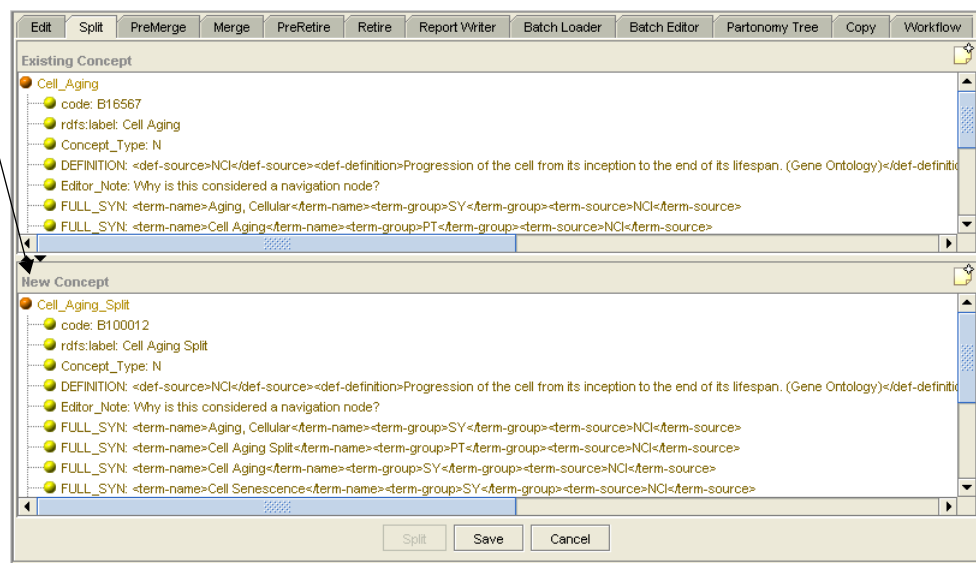 Edit Split PreMerge Merge PreRetire Retire Report Writer Batch Loader Batch Editor Partonomy Tree Copy Workflow
Existing Concept
Cell_Aging
code: B16567
rdfs:label: Cell Aging
Concept_Type: N
DEFINITION: <def-source>NCI</def-source><def-definition>Progression of the cell from its inception to the end of its lifespan. (Gene Ontology)</def-definitio
Editor_Note: Why is this considered a navigation node?
FULL_SYN: <term-name>Aging, Cellular</term-name><term-group>SY</term-group><term-source>NCI</term-source>
FULL_SYN: <term-name>Cell Aging</term-name><term-group>PT</term-group><term-source>NCI</term-source>
New Concept
Cell_Aging_Split
code: B100012
rdfs:label: Cell Aging Split
Concept_Type: N
DEFINITION: <def-source>NCI</def-source><def-definition>Progression of the cell from its inception to the end of its lifespan. (Gene Ontology)</def-definitio
Editor_Note: Why is this considered a navigation node?
FULL_SYN: <term-name>Aging, Cellular</term-name><term-group>SY</term-group><term-source>NCI</term-source>
FULL_SYN: <term-name>Cell Aging Split</term-name><term-group>PT</term-group><term-source>NCI</term-source>
FULL_SYN: <term-name>Cell Aging</term-name><term-group>SY</term-group><term-source>NCI</term-source>
FULL_SYN: <term-name>Cell Senescence</term-name><term-group>SY</term-group><term-source>NCI</term-source>
Split Save Cancel